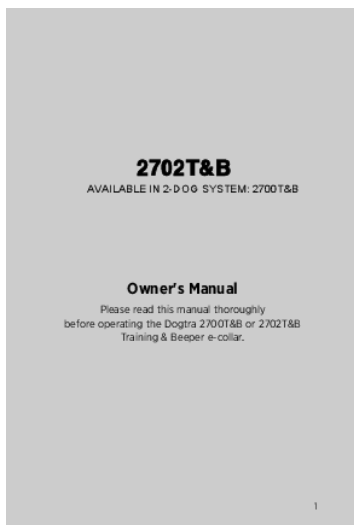 2702T&B
AVAILABLE IN 2-DOG SYSTEM: 2700T&B
Owner's Manual
Please read this manual thoroughly
before operating the Dogtra 2700T&B or 2702T&B
Training & Beeper e-collar.
1